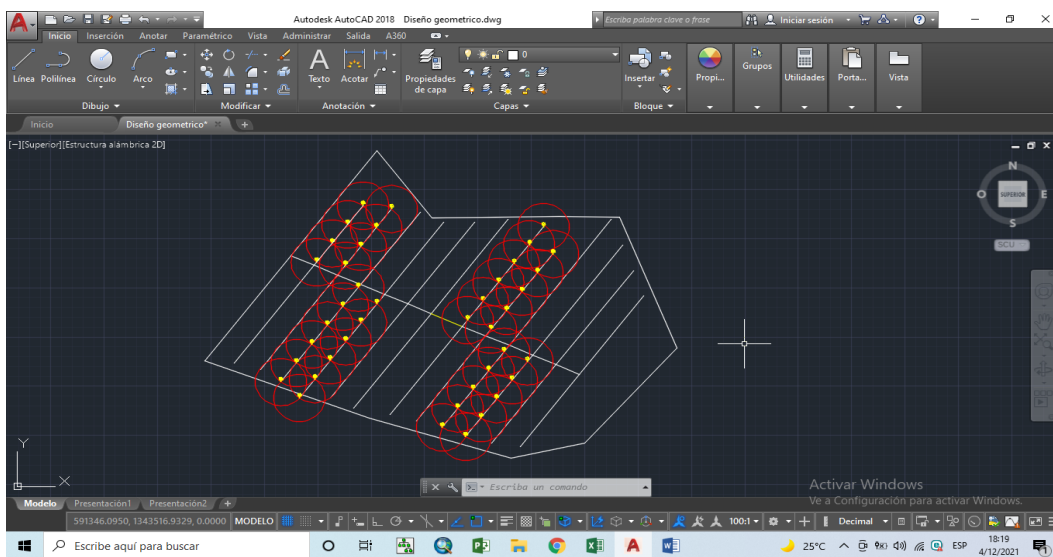 Autodesk AutoCAD 2018 Diseño geometrico.dwg
Escriba palabra clave o frase
Iniciar sesión
Inicio Inserción Anotar Paramétrico Vista Administrar Salida A360
Línea Polilínea Círculo Arco
Texto Acotar
Propiedades de capa
0
Insertar
Propi...
Grupos
Utilidades
Porta...
Vista
Dibujo Modificar Anotación Capas Bloque
Inicio Diseño geometrico*
[−][Superior][Estructura alámbrica 2D]
N
O SUPERIOR E
S
SCU
Y
X
Escriba un comando
Activar Windows
Ve a Configuración para activar Windows.
Modelo Presentación1 Presentación2 +
591346.0950, 1343516.9329, 0.0000 MODELO 100:1 Decimal
Escribe aquí para buscar
25°C ESP 18:19
4/12/2021